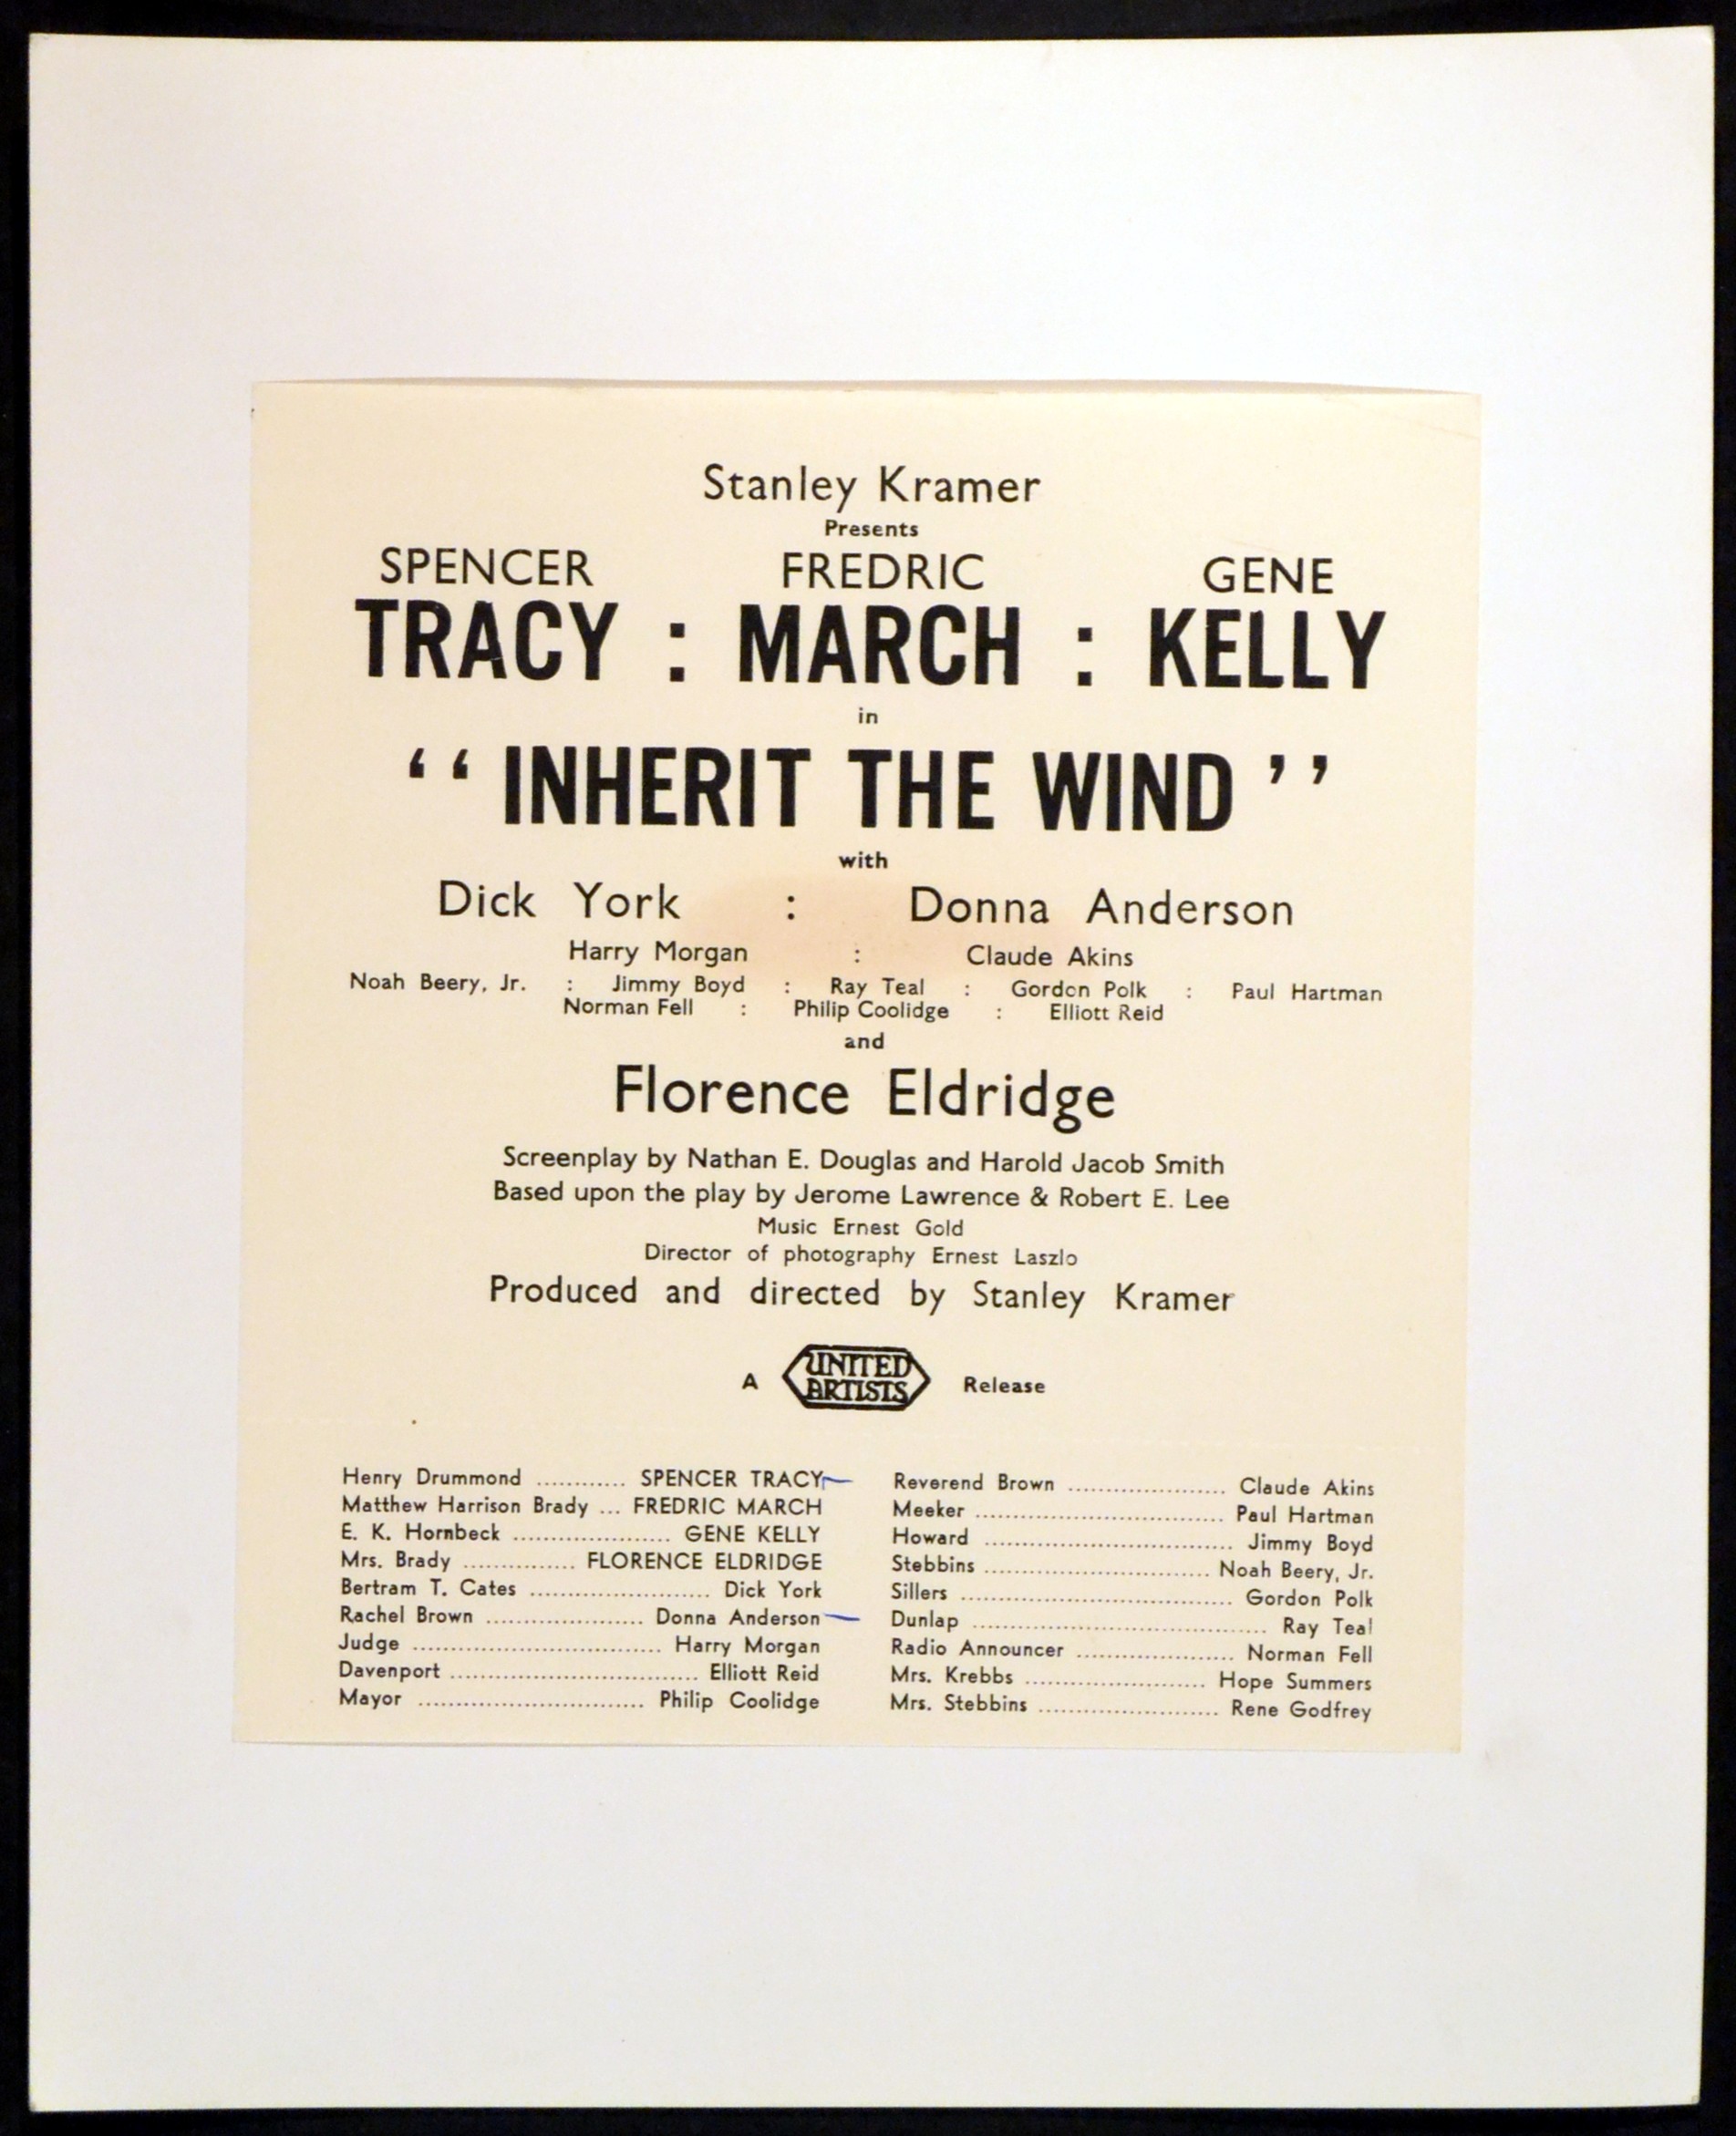 Stanley Kramer
Presents
SPENCER FREDRIC GENE
TRACY : MARCH : KELLY
in
‘‘ INHERIT THE WIND ’’
with
Dick York : Donna Anderson
Harry Morgan : Claude Akins
Noah Beery, Jr. : Jimmy Boyd : Ray Teal : Gordon Polk : Paul Hartman
Norman Fell : Philip Coolidge : Elliott Reid
and
Florence Eldridge
Screenplay by Nathan E. Douglas and Harold Jacob Smith
Based upon the play by Jerome Lawrence & Robert E. Lee
Music Ernest Gold
Director of photography Ernest Laszlo
Produced and directed by Stanley Kramer
A UNITED ARTISTS Release
Henry Drummond ............ SPENCER TRACY
Matthew Harrison Brady ... FREDRIC MARCH
E. K. Hornbeck ..................... GENE KELLY
Mrs. Brady ............... FLORENCE ELDRIDGE
Bertram T. Cates ........................ Dick York
Rachel Brown ..................... Donna Anderson
Judge ................................. Harry Morgan
Davenport ................................. Elliott Reid
Mayor .............................. Philip Coolidge
Reverend Brown ..................... Claude Akins
Meeker ................................. Paul Hartman
Howard ................................. Jimmy Boyd
Stebbins .............................. Noah Beery, Jr.
Sillers .................................... Gordon Polk
Dunlap ....................................... Ray Teal
Radio Announcer ..................... Norman Fell
Mrs. Krebbs ........................ Hope Summers
Mrs. Stebbins ........................ Rene Godfrey